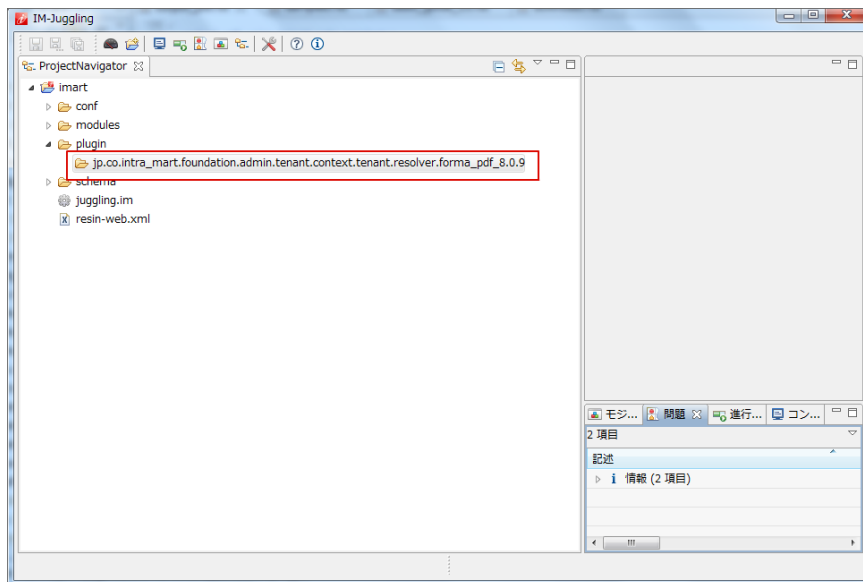 IM-Juggling
ProjectNavigator
imart
conf
modules
plugin
jp.co.intra_mart.foundation.admin.tenant.context.tenant.resolver.forma_pdf_8.0.9
schema
juggling.im
resin-web.xml
モジ... 問題 進行... コン...
2 項目
記述
情報 (2 項目)